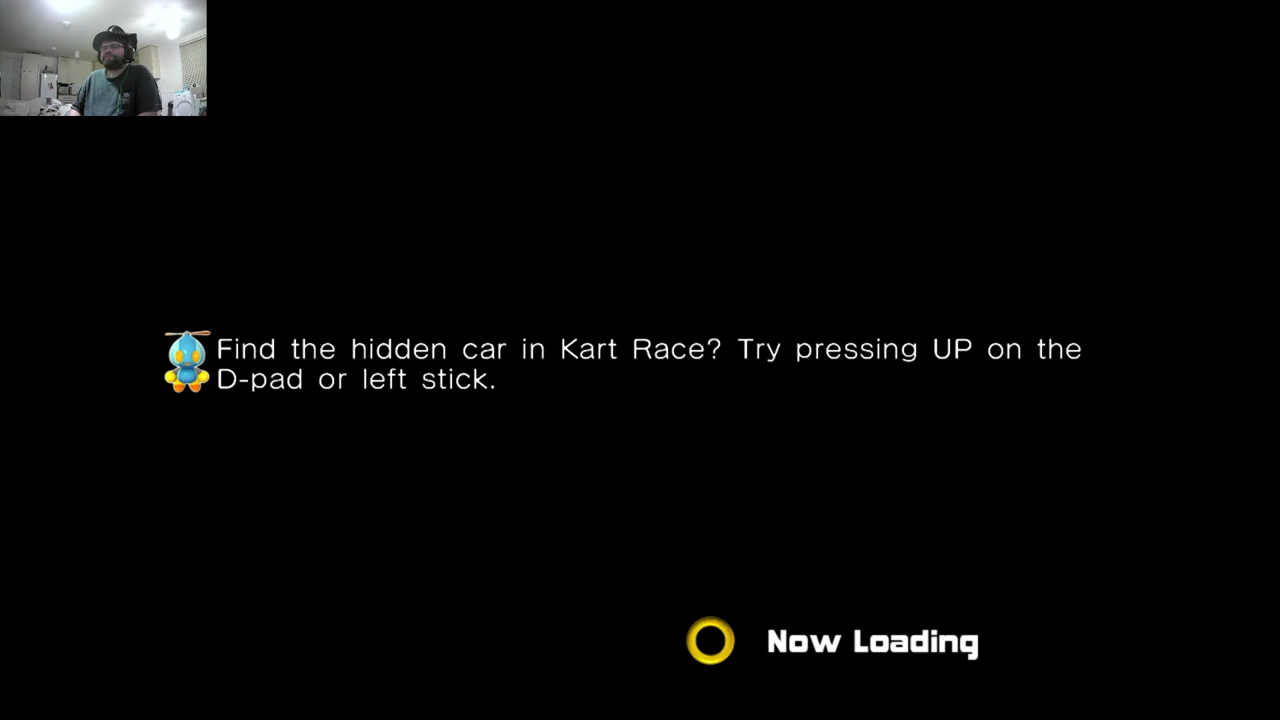 Find the hidden car in Kart Race? Try pressing UP on the
D-pad or left stick.
Now Loading